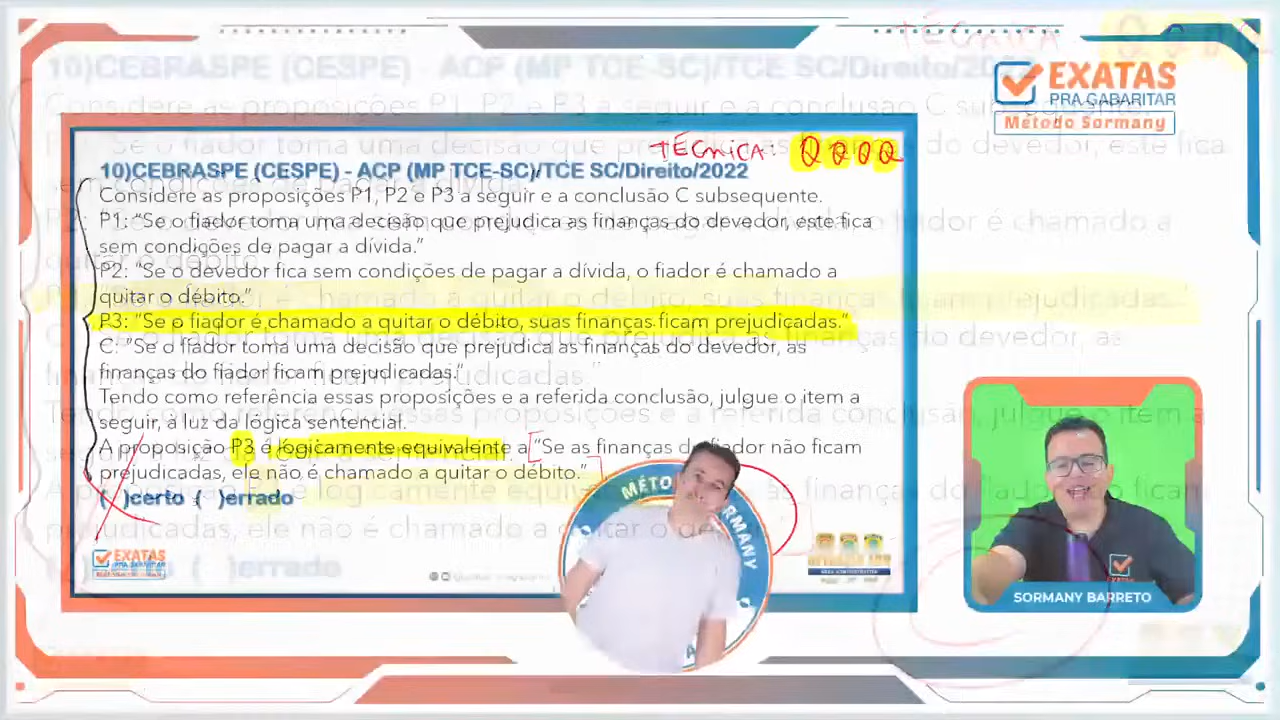 TÉCNICA:
10)CEBRASPE (CESPE) - ACP (MP TCE-SC)/TCE SC/Direito/2022
Considere as proposições P1, P2 e P3 a seguir e a conclusão C subsequente.
P1: “Se o fiador toma uma decisão que prejudica as finanças do devedor, este fica
sem condições de pagar a dívida.”
P2: “Se o devedor fica sem condições de pagar a dívida, o fiador é chamado a
quitar o débito.”
P3: “Se o fiador é chamado a quitar o débito, suas finanças ficam prejudicadas.”
C: “Se o fiador toma uma decisão que prejudica as finanças do devedor, as
finanças do fiador ficam prejudicadas.”
Tendo como referência essas proposições e a referida conclusão, julgue o item a
seguir, à luz da lógica sentencial.
A proposição P3 é logicamente equivalente a “Se as finanças do fiador não ficam
prejudicadas, ele não é chamado a quitar o débito.”
( )certo ( )errado
EXATAS
PRA GABARITAR
Método Sormany
EXATAS
SORMANY BARRETO